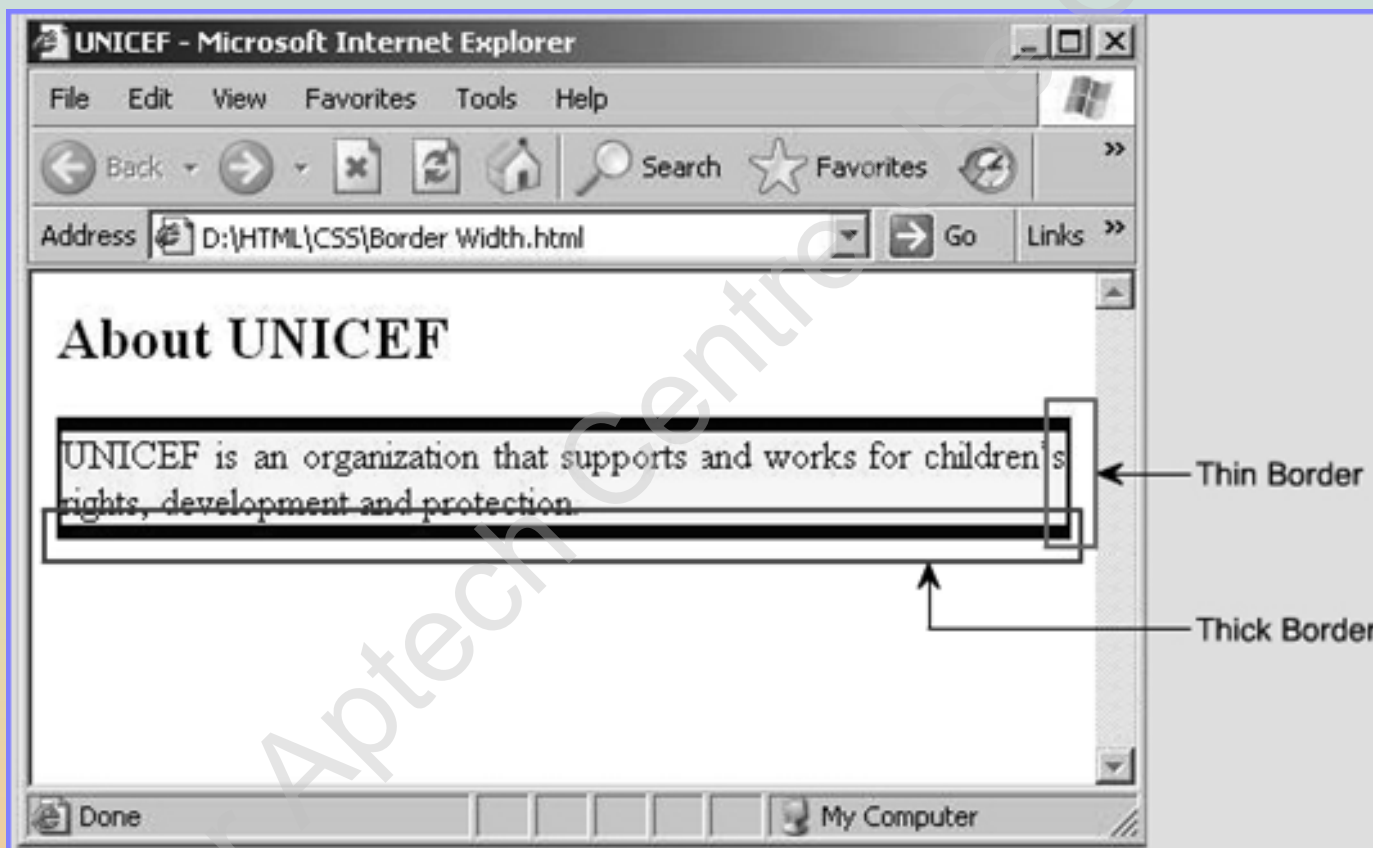 UNICEF - Microsoft Internet Explorer
File Edit View Favorites Tools Help
Back Search Favorites »
Address D:\HTML\CSS\Border Width.html Go Links »
About UNICEF
UNICEF is an organization that supports and works for children's
rights, development and protection.
Thin Border
Thick Border
Done My Computer
Aptech Centre